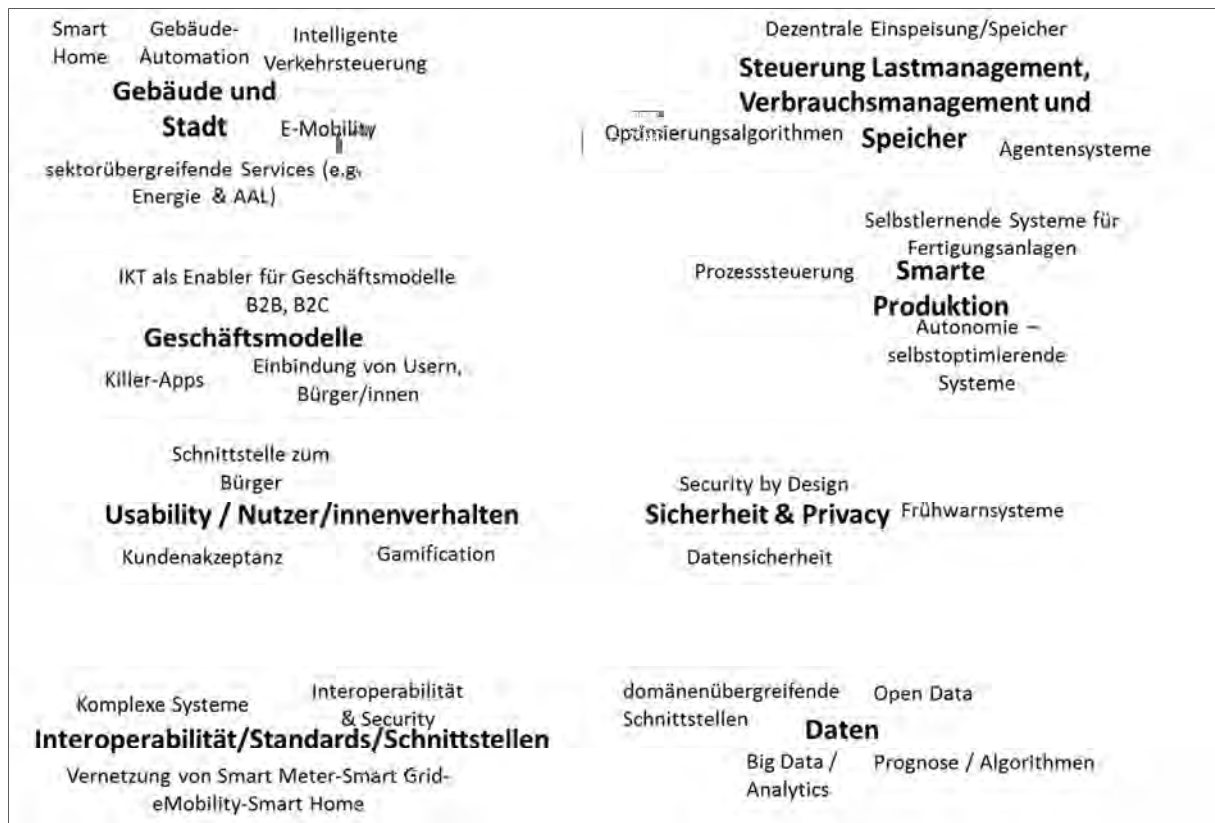 Smart
Home
Gebäude-
Automation
Intelligente
Verkehrsteuerung
Gebäude und
Stadt
E-Mobility
sektorübergreifende Services (e.g.
Energie & AAL)
Dezentrale Einspeisung/Speicher
Steuerung Lastmanagement,
Verbrauchsmanagement und
Speicher
Optimierungsalgorithmen
Agentensysteme
IKT als Enabler für Geschäftsmodelle
B2B, B2C
Geschäftsmodelle
Killer-Apps
Einbindung von Usern,
Bürger/innen
Selbstlernende Systeme für
Fertigungsanlagen
Prozesssteuerung
Smarte
Produktion
Autonomie –
selbstoptimierende
Systeme
Schnittstelle zum
Bürger
Usability / Nutzer/innenverhalten
Kundenakzeptanz
Gamification
Security by Design
Sicherheit & Privacy
Frühwarnsysteme
Datensicherheit
Komplexe Systeme
Interoperabilität
& Security
Interoperabilität/Standards/Schnittstellen
Vernetzung von Smart Meter-Smart Grid-
eMobility-Smart Home
domänenübergreifende
Schnittstellen
Open Data
Daten
Big Data /
Analytics
Prognose / Algorithmen